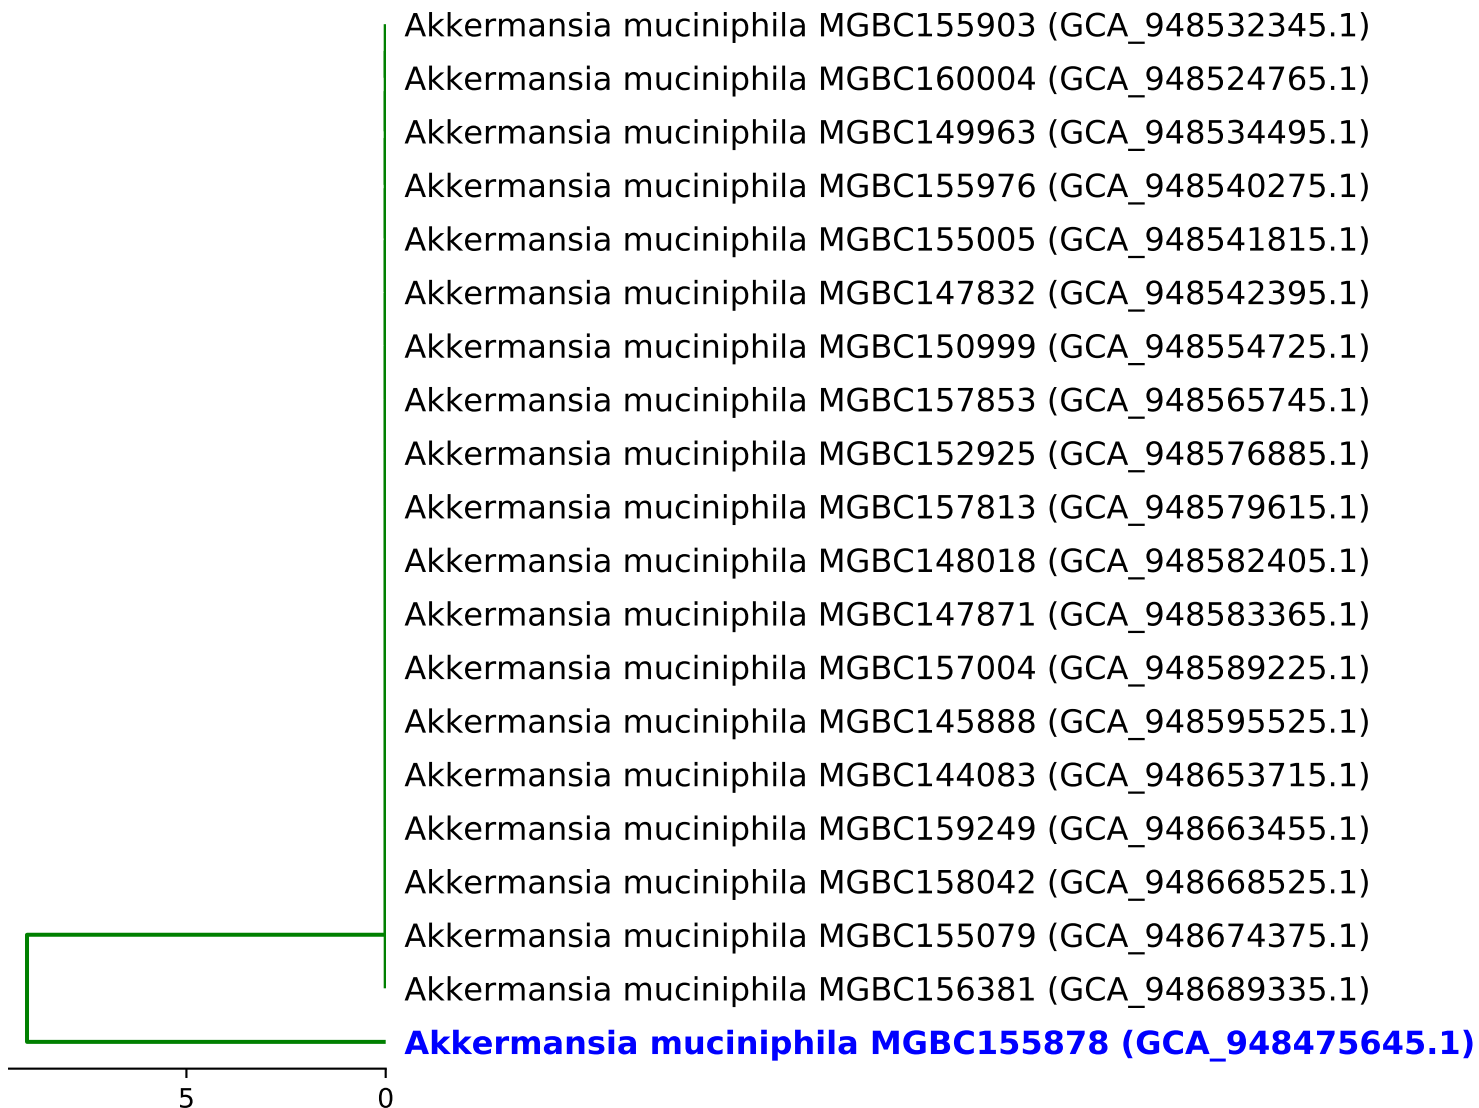 Akkermansia muciniphila MGBC155903 (GCA_948532345.1)
Akkermansia muciniphila MGBC160004 (GCA_948524765.1)
Akkermansia muciniphila MGBC149963 (GCA_948534495.1)
Akkermansia muciniphila MGBC155976 (GCA_948540275.1)
Akkermansia muciniphila MGBC155005 (GCA_948541815.1)
Akkermansia muciniphila MGBC147832 (GCA_948542395.1)
Akkermansia muciniphila MGBC150999 (GCA_948554725.1)
Akkermansia muciniphila MGBC157853 (GCA_948565745.1)
Akkermansia muciniphila MGBC152925 (GCA_948576885.1)
Akkermansia muciniphila MGBC157813 (GCA_948579615.1)
Akkermansia muciniphila MGBC148018 (GCA_948582405.1)
Akkermansia muciniphila MGBC147871 (GCA_948583365.1)
Akkermansia muciniphila MGBC157004 (GCA_948589225.1)
Akkermansia muciniphila MGBC145888 (GCA_948595525.1)
Akkermansia muciniphila MGBC144083 (GCA_948653715.1)
Akkermansia muciniphila MGBC159249 (GCA_948663455.1)
Akkermansia muciniphila MGBC158042 (GCA_948668525.1)
Akkermansia muciniphila MGBC155079 (GCA_948674375.1)
Akkermansia muciniphila MGBC156381 (GCA_948689335.1)
Akkermansia muciniphila MGBC155878 (GCA_948475645.1)
5 0